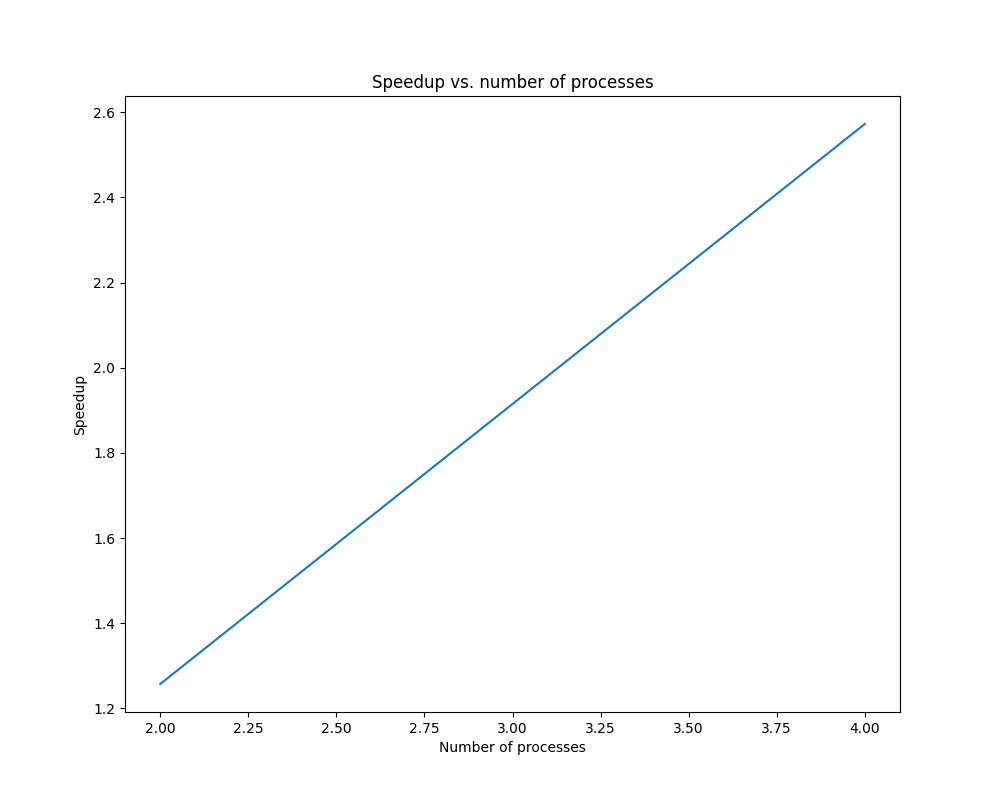 Speedup vs. number of processes
2.6
2.4
2.2
2.0
1.8
1.6
1.4
1.2
Speedup
2.00 2.25 2.50 2.75 3.00 3.25 3.50 3.75 4.00
Number of processes